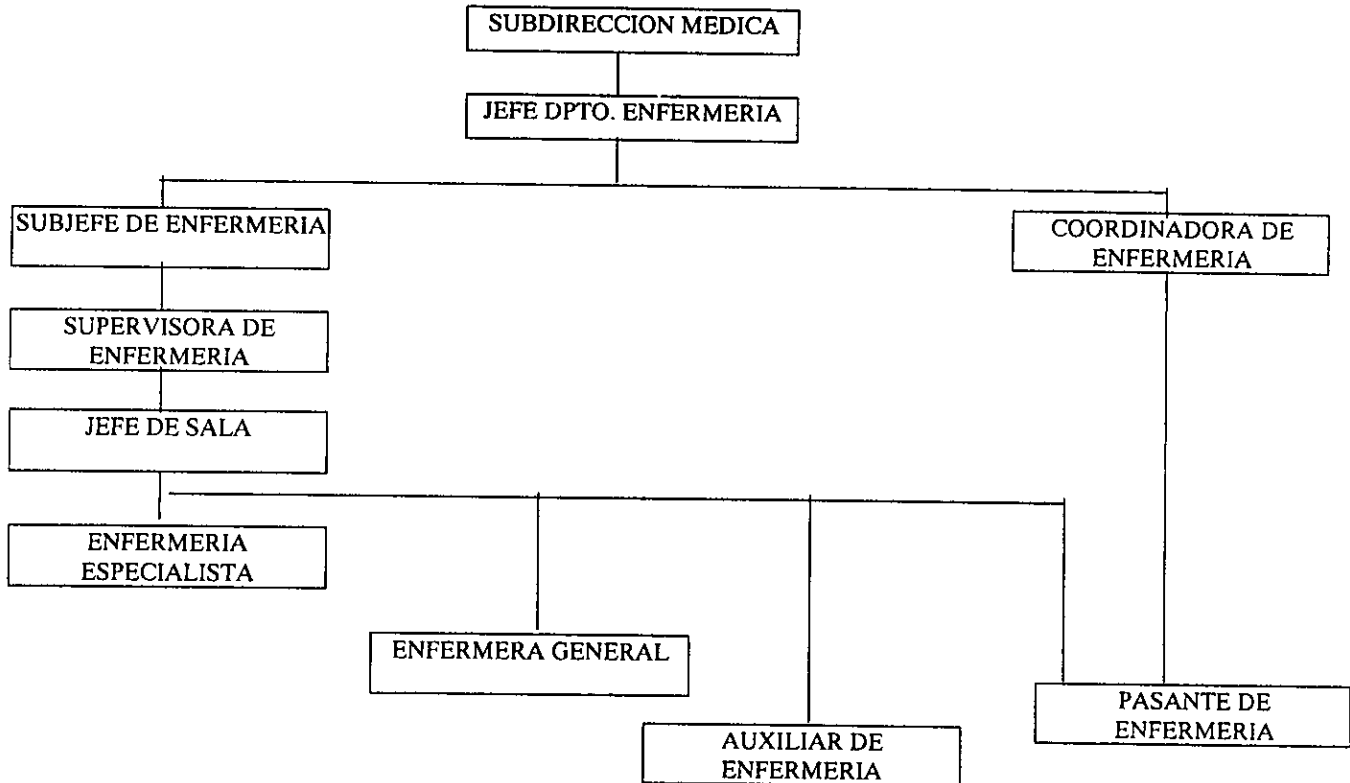 SUBDIRECCION MEDICA
JEFE DPTO. ENFERMERIA
SUBJEFE DE ENFERMERIA
COORDINADORA DE
ENFERMERIA
SUPERVISORA DE
ENFERMERIA
JEFE DE SALA
ENFERMERIA
ESPECIALISTA
ENFERMERA GENERAL
PASANTE DE
ENFERMERIA
AUXILIAR DE
ENFERMERIA